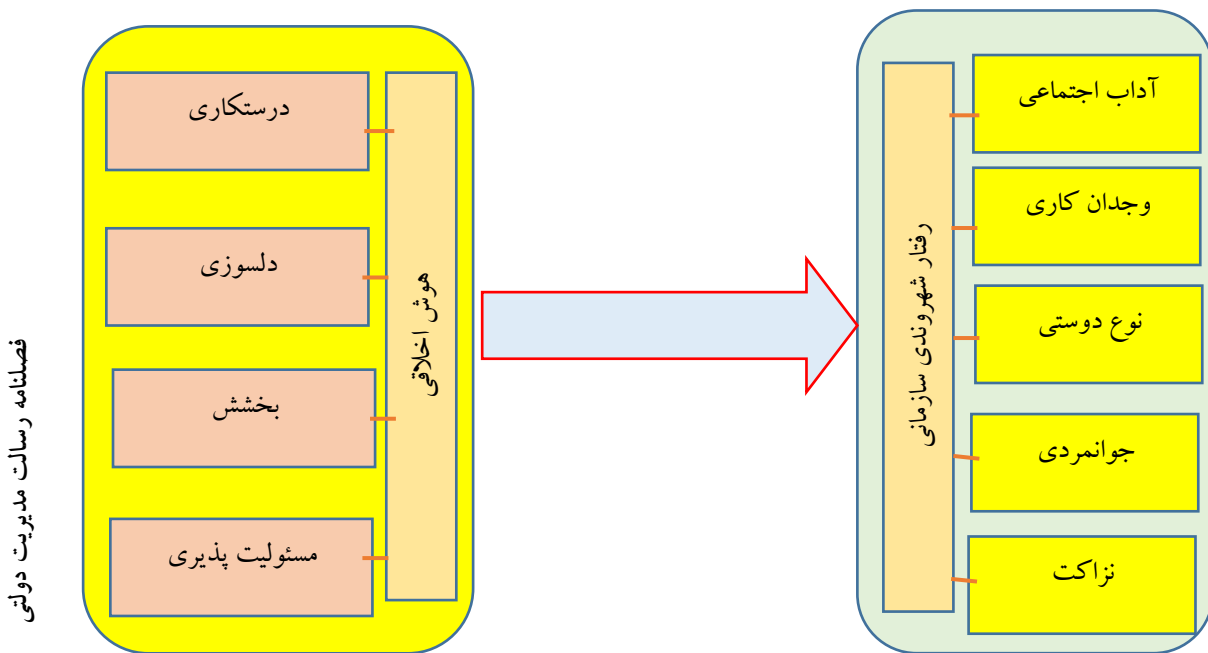 آداب اجتماعی
وجدان کاری
نوع دوستی
جوانمردی
نزاکت
رفتار شهروندی سازمانی
هوش اخلاقی
درستکاری
دلسوزی
بخشش
مسئولیت پذیری
فصلنامه رسالت مدیریت دولتی